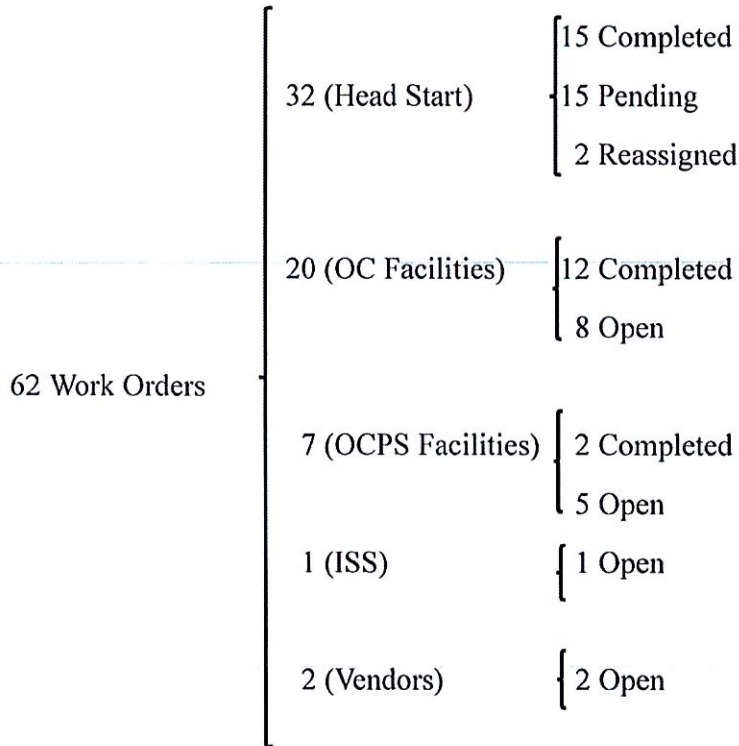 15 Completed
32 (Head Start)
15 Pending
2 Reassigned
20 (OC Facilities)
12 Completed
8 Open
62 Work Orders
7 (OCPS Facilities)
2 Completed
5 Open
1 (ISS)
1 Open
2 (Vendors)
2 Open